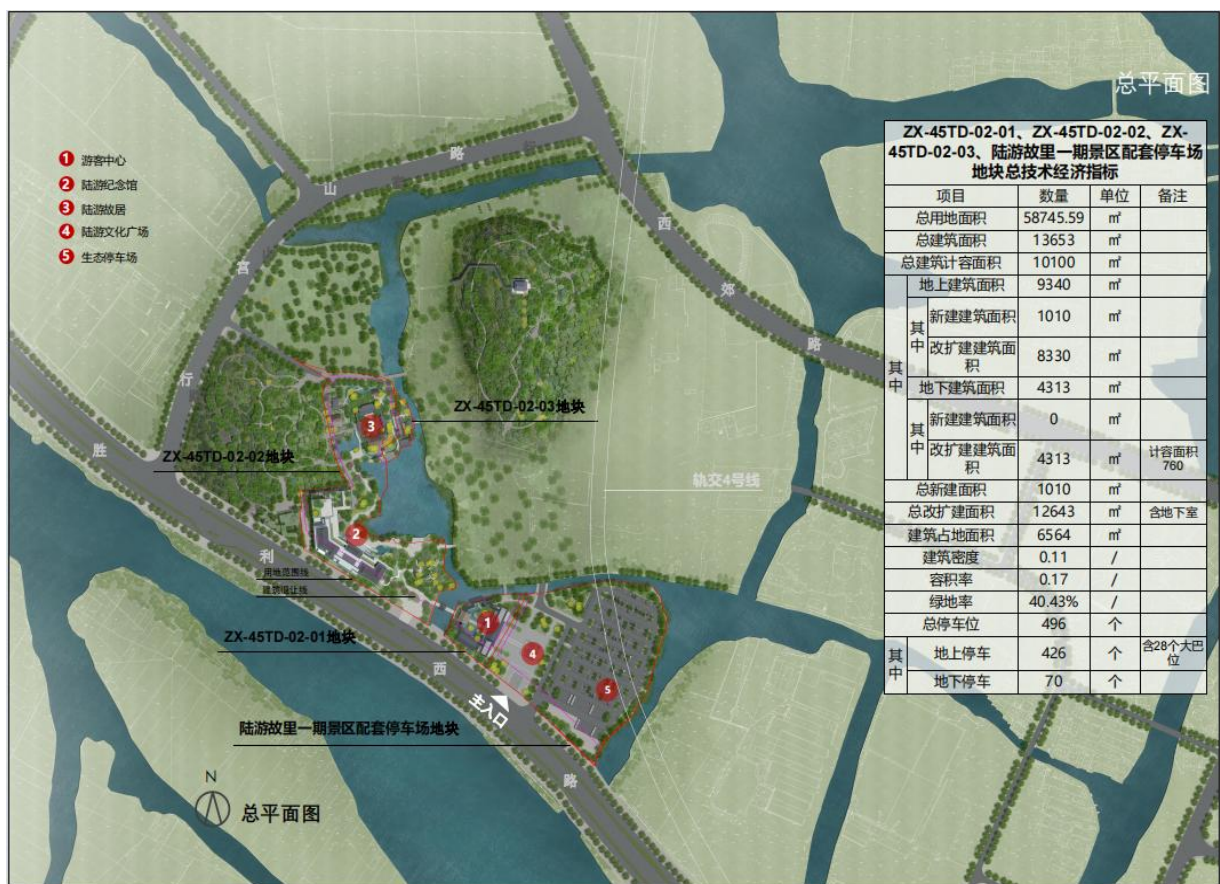 总平面图
1 游客中心
2 陆游纪念馆
3 陆游故居
4 陆游文化广场
5 生态停车场
ZX-45TD-02-01、ZX-45TD-02-02、ZX-
45TD-02-03、陆游故里一期景区配套停车场
地块总技术经济指标
项目 数量 单位 备注
总用地面积 58745.59 ㎡
总建筑面积 13653 ㎡
总建筑计容面积 10100 ㎡
其中
地上建筑面积 9340 ㎡
其中
新建建筑面积 1010 ㎡
改扩建建筑面
积 8330 ㎡
地下建筑面积 4313 ㎡
其中
新建建筑面积 0 ㎡
改扩建建筑面
积 4313 ㎡ 计容面积
760
总新建面积 1010 ㎡
总改扩建面积 12643 ㎡ 含地下室
建筑占地面积 6564 ㎡
建筑密度 0.11 /
容积率 0.17 /
绿地率 40.43% /
总停车位 496 个
其中
地上停车 426 个 含28个大巴
位
地下停车 70 个
行宫山路
西郊路
胜利西路
3
ZX-45TD-02-03地块
ZX-45TD-02-02地块
轨交4号线
2
用地范围线
建筑退让线
1
ZX-45TD-02-01地块
4
5
主入口
陆游故里一期景区配套停车场地块
N
总平面图